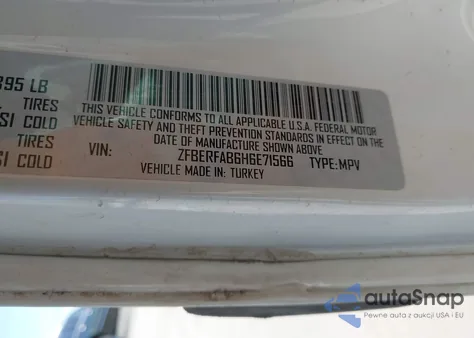 395 LB
TIRES
SI COLD
TIRES
SI COLD
THIS VEHICLE CONFORMS TO ALL APPLICABLE U.S.A. FEDERAL MOTOR
VEHICLE SAFETY AND THEFT PREVENTION STANDARDS IN EFFECT ON THE
DATE OF MANUFACTURE SHOWN ABOVE
VIN: ZFBERFAB6H6E71566 TYPE:MPV
VEHICLE MADE IN: TURKEY
autoSnap
Pewne auta z aukcji USA i EU